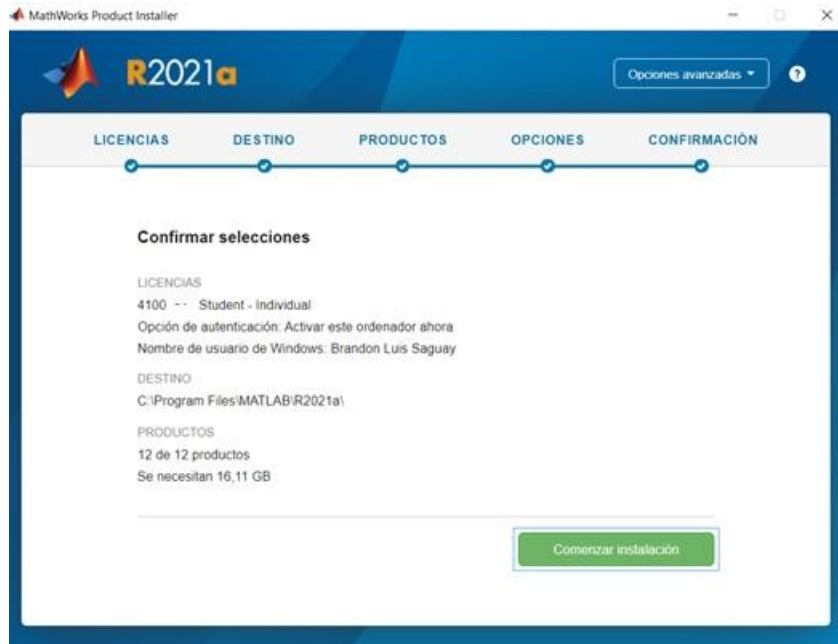 MathWorks Product Installer
R2021a
Opciones avanzadas
?
LICENCIAS DESTINO PRODUCTOS OPCIONES CONFIRMACIÓN
Confirmar selecciones
LICENCIAS
4100 -- Student - Individual
Opción de autenticación: Activar este ordenador ahora
Nombre de usuario de Windows: Brandon Luis Saguay
DESTINO
C:\Program Files\MATLAB\R2021a\
PRODUCTOS
12 de 12 productos
Se necesitan 16,11 GB
Comenzar instalación